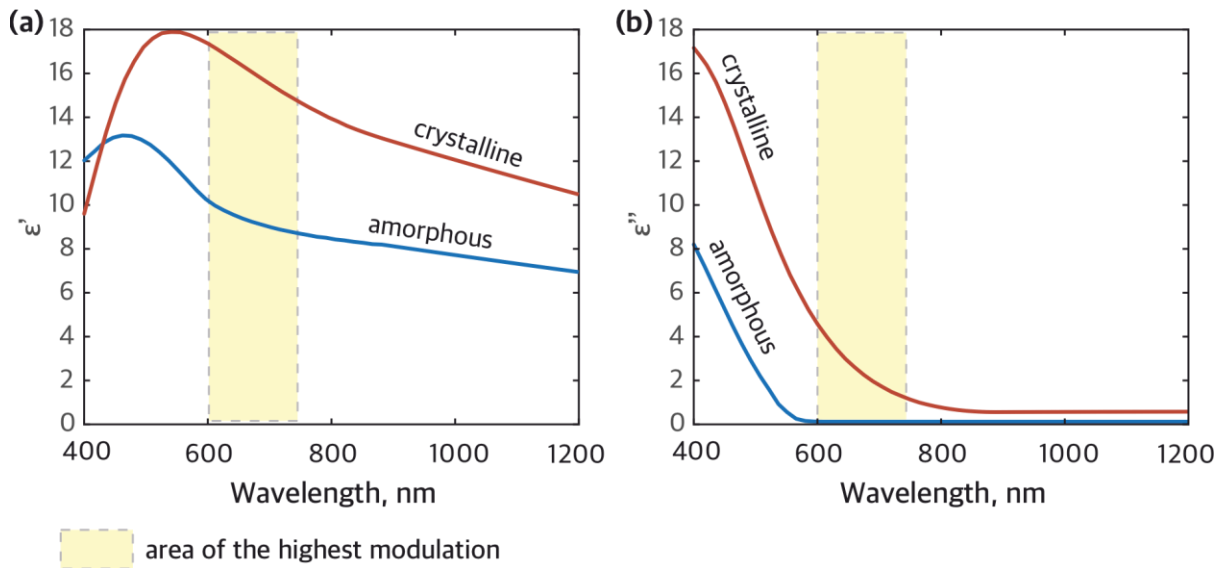 (a)
18
16
14
12
10
8
6
4
2
0
ε'
crystalline
amorphous
400 600 800 1000 1200
Wavelength, nm
(b)
18
16
14
12
10
8
6
4
2
0
ε''
crystalline
amorphous
400 600 800 1000 1200
Wavelength, nm
area of the highest modulation